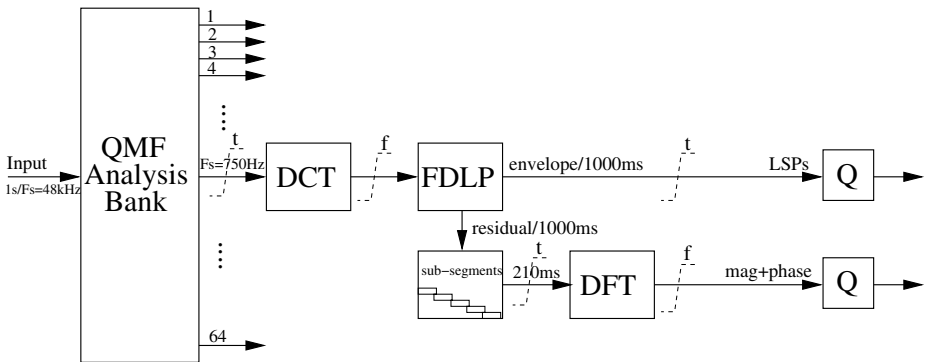 1
2
3
4
t
f
t
Input
QMF
Analysis
Bank
Fs=750Hz
DCT
FDLP
envelope/1000ms
LSPs
Q
1s/Fs=48kHz
residual/1000ms
t
f
sub-segments
210ms
DFT
mag+phase
Q
64